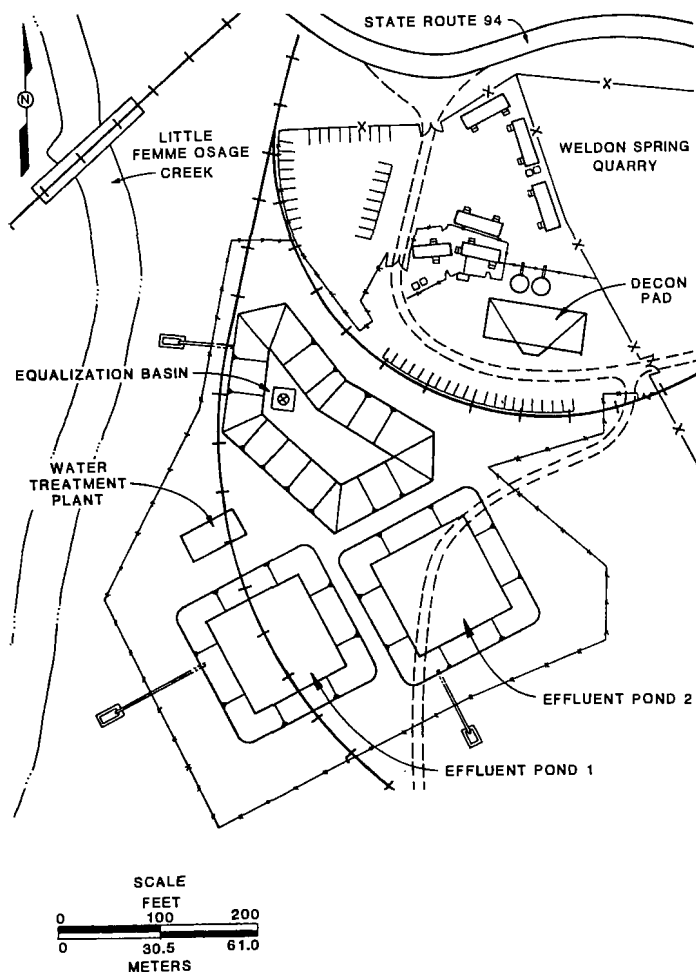 STATE ROUTE 94
N
LITTLE
FEMME OSAGE
CREEK
WELDON SPRING
QUARRY
DECON
PAD
EQUALIZATION BASIN
WATER
TREATMENT
PLANT
EFFLUENT POND 2
EFFLUENT POND 1
SCALE
FEET
0 100 200
0 30.5 61.0
METERS